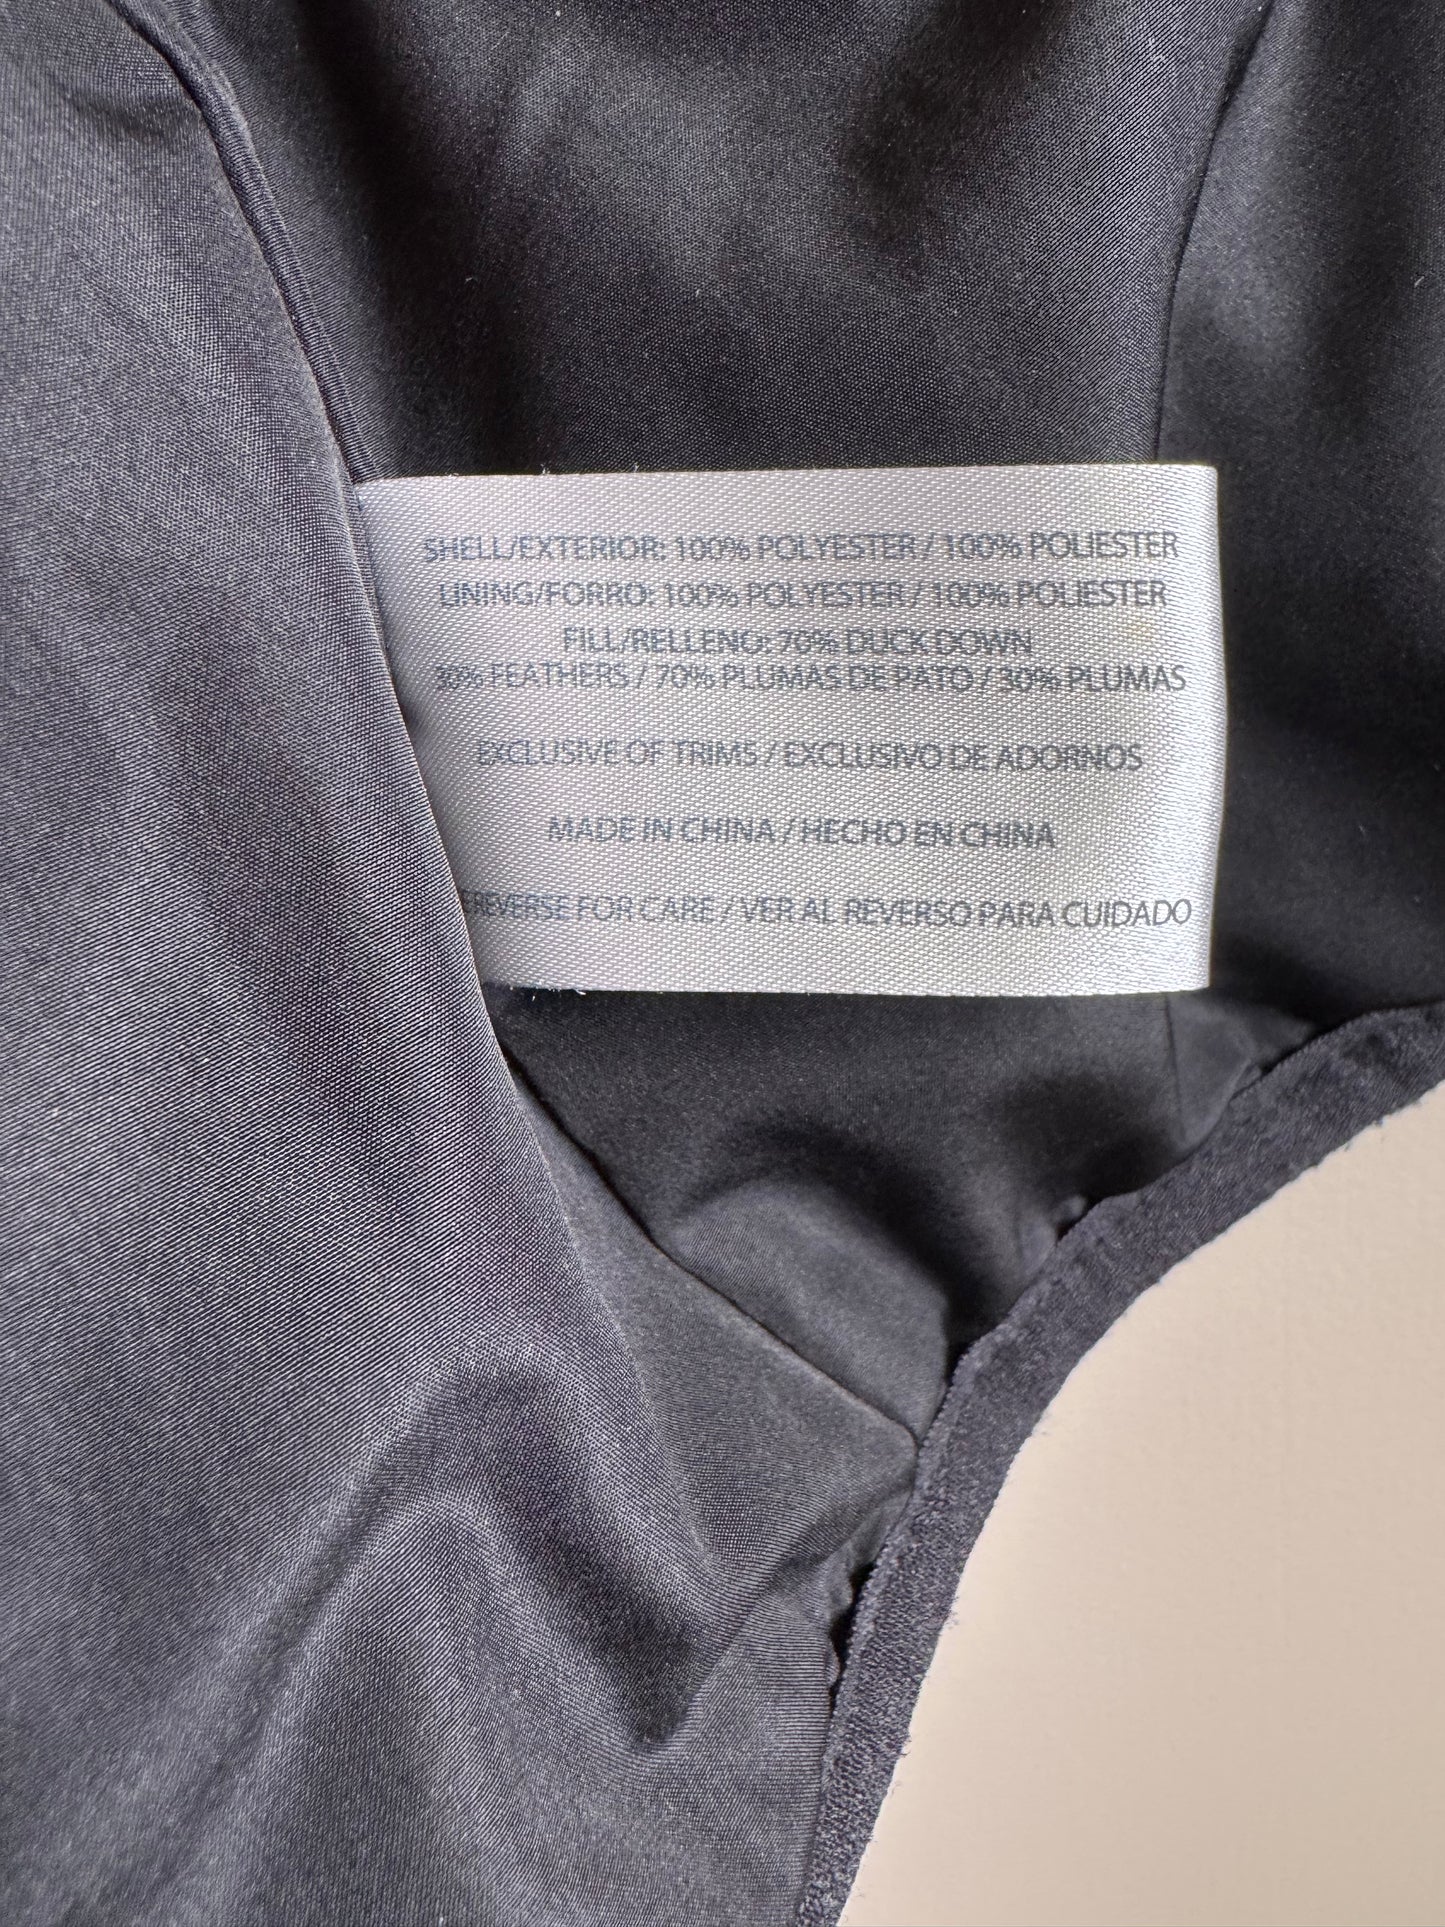 SHELL/EXTERIOR: 100% POLYESTER / 100% POLIESTER
LINING/FORRO: 100% POLYESTER / 100% POLIESTER
FILL/RELLENO: 70% DUCK DOWN
30% FEATHERS / 70% PLUMAS DE PATO / 30% PLUMAS
EXCLUSIVE OF TRIMS / EXCLUSIVO DE ADORNOS
MADE IN CHINA / HECHO EN CHINA
REVERSE FOR CARE / VER AL REVERSO PARA CUIDADO